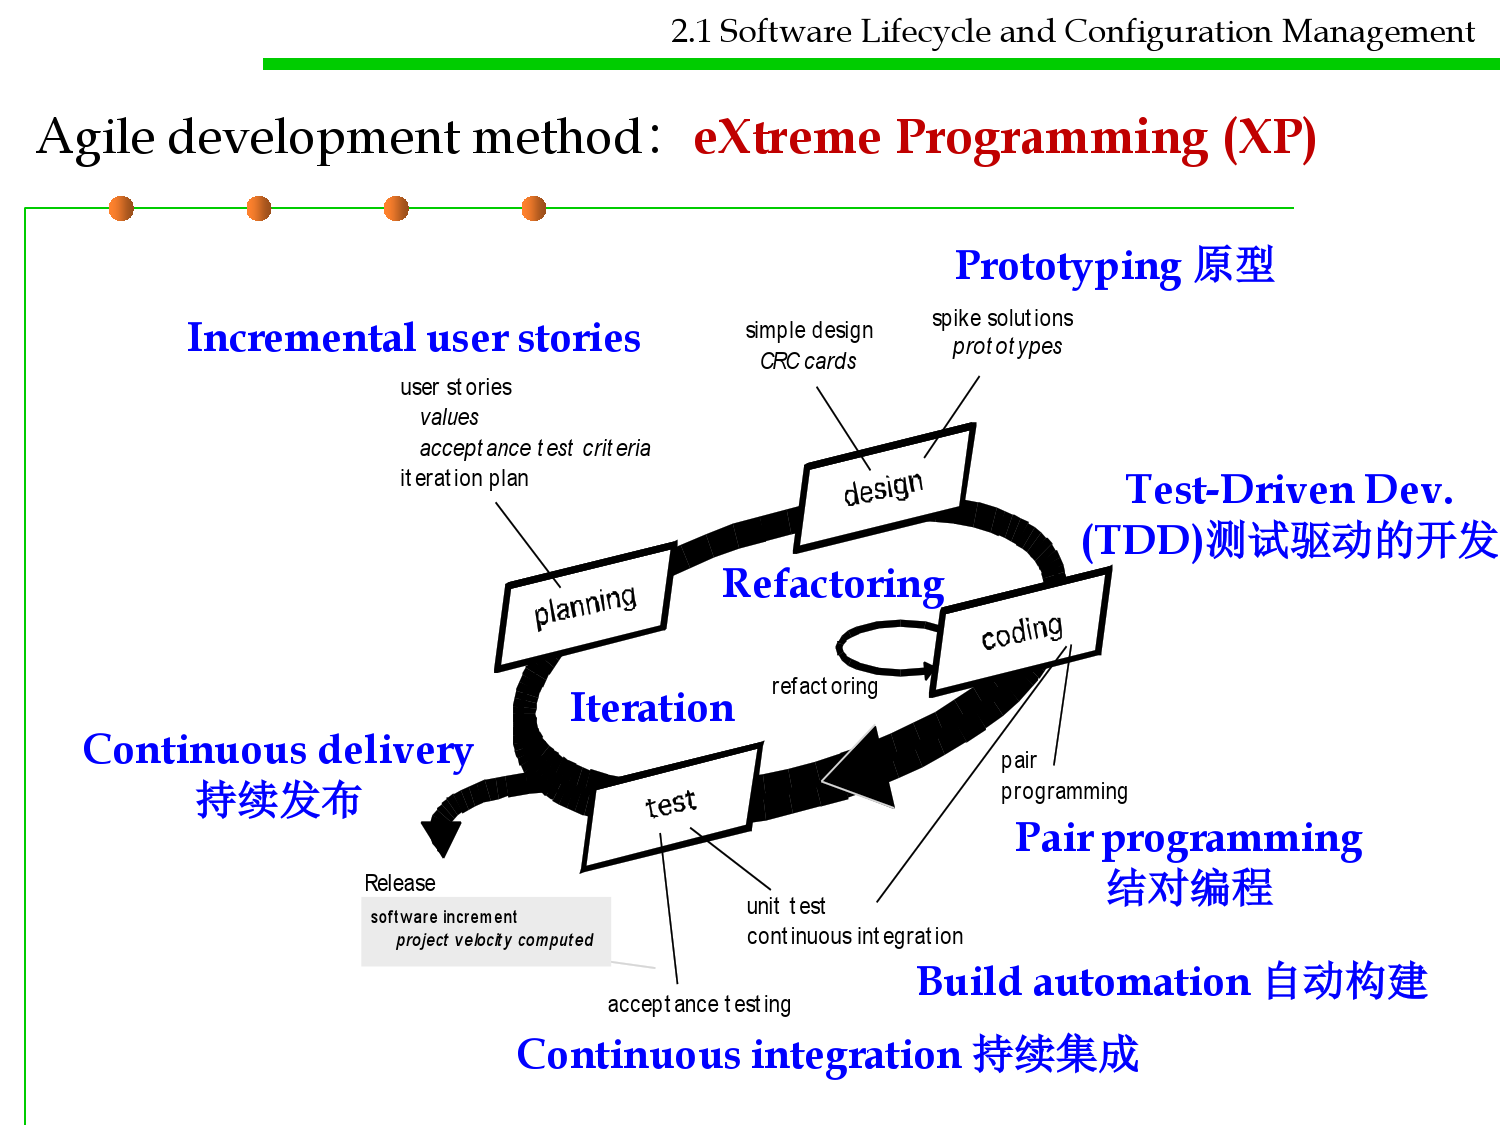 2.1 Software Lifecycle and Configuration Management
Agile development method：eXtreme Programming (XP)
Prototyping 原型
Incremental user stories
simple design
CRC cards
spike solutions
prototypes
user stories
values
acceptance test criteria
iteration plan
design
Test-Driven Dev.
(TDD)测试驱动的开发
Refactoring
planning
coding
refactoring
Iteration
Continuous delivery
持续发布
test
pair
programming
Pair programming
结对编程
Release
software increment
project velocity computed
unit test
continuous integration
Build automation 自动构建
acceptance testing
Continuous integration 持续集成